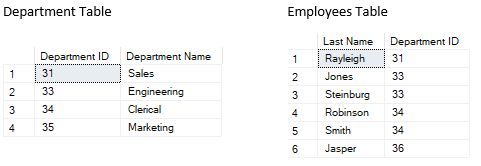 Department Table
Department ID Department Name
1 31 Sales
2 33 Engineering
3 34 Clerical
4 35 Marketing
Employees Table
Last Name Department ID
1 Rayleigh 31
2 Jones 33
3 Steinburg 33
4 Robinson 34
5 Smith 34
6 Jasper 36